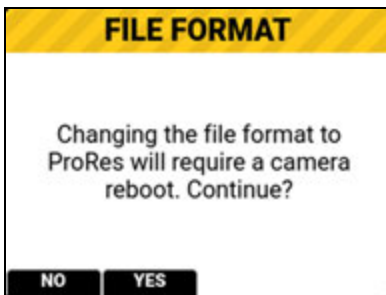 FILE FORMAT
Changing the file format to
ProRes will require a camera
reboot. Continue?
NO YES